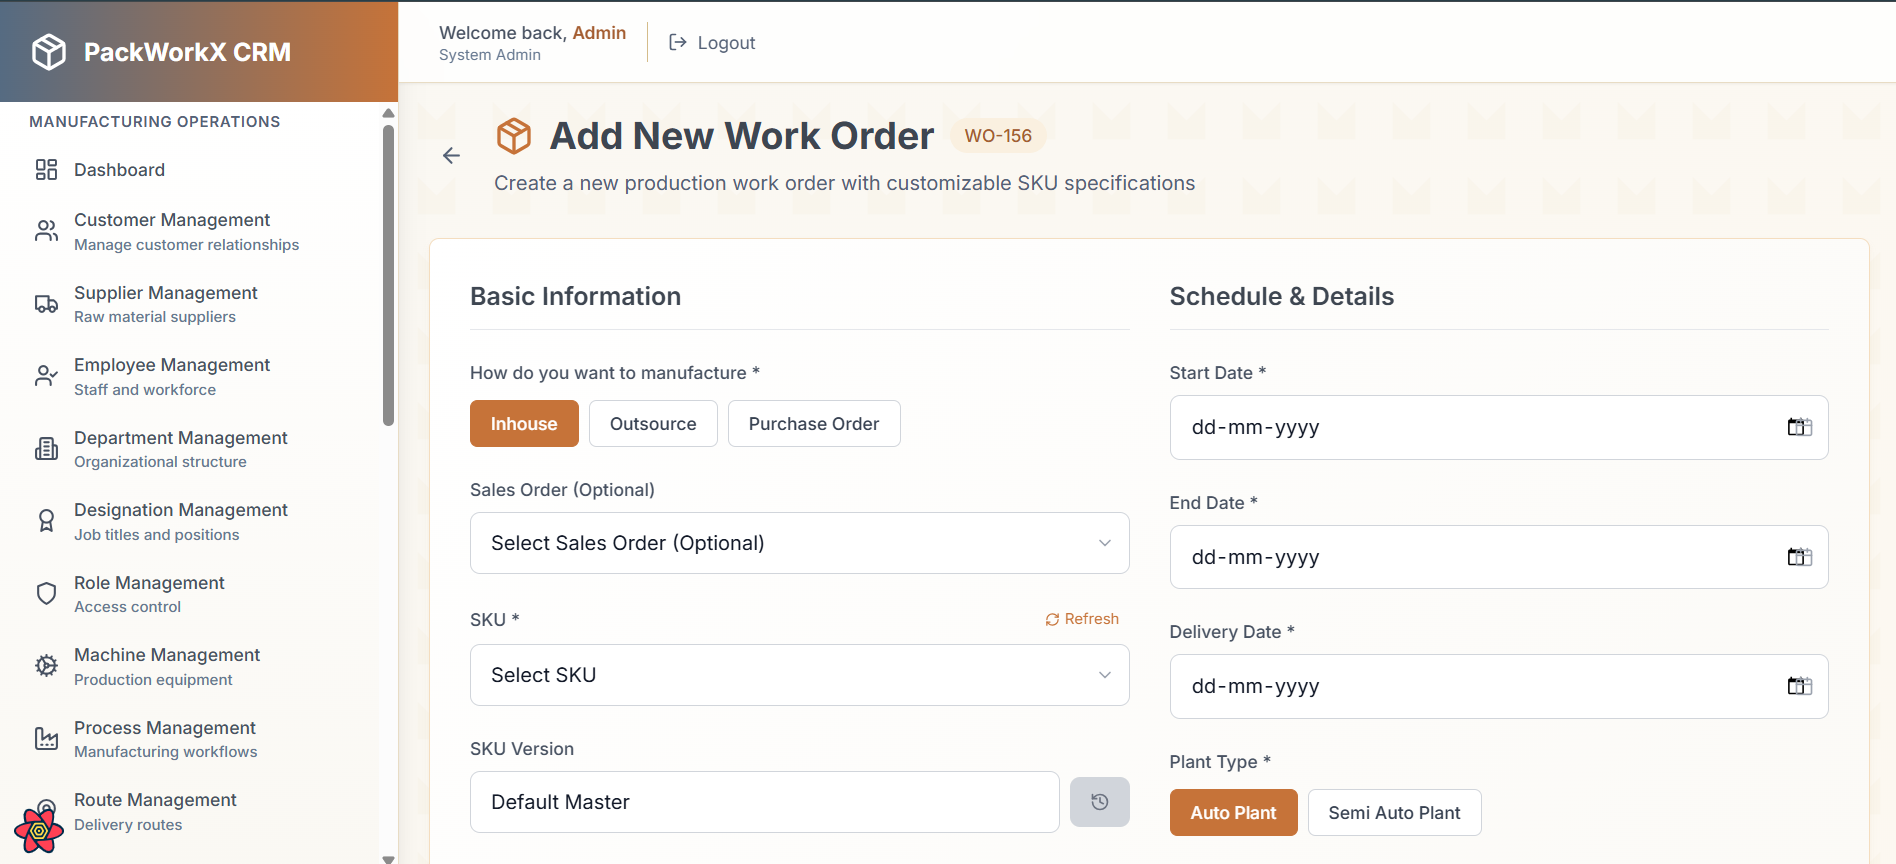 PackWorkX CRM
MANUFACTURING OPERATIONS
Dashboard
Customer Management
Manage customer relationships
Supplier Management
Raw material suppliers
Employee Management
Staff and workforce
Department Management
Organizational structure
Designation Management
Job titles and positions
Role Management
Access control
Machine Management
Production equipment
Process Management
Manufacturing workflows
Route Management
Delivery routes
Welcome back, Admin
System Admin
Logout
Add New Work Order
WO-156
Create a new production work order with customizable SKU specifications
Basic Information
How do you want to manufacture *
Inhouse
Outsource
Purchase Order
Sales Order (Optional)
Select Sales Order (Optional)
SKU *
Refresh
Select SKU
SKU Version
Default Master
Schedule & Details
Start Date *
dd-mm-yyyy
End Date *
dd-mm-yyyy
Delivery Date *
dd-mm-yyyy
Plant Type *
Auto Plant
Semi Auto Plant